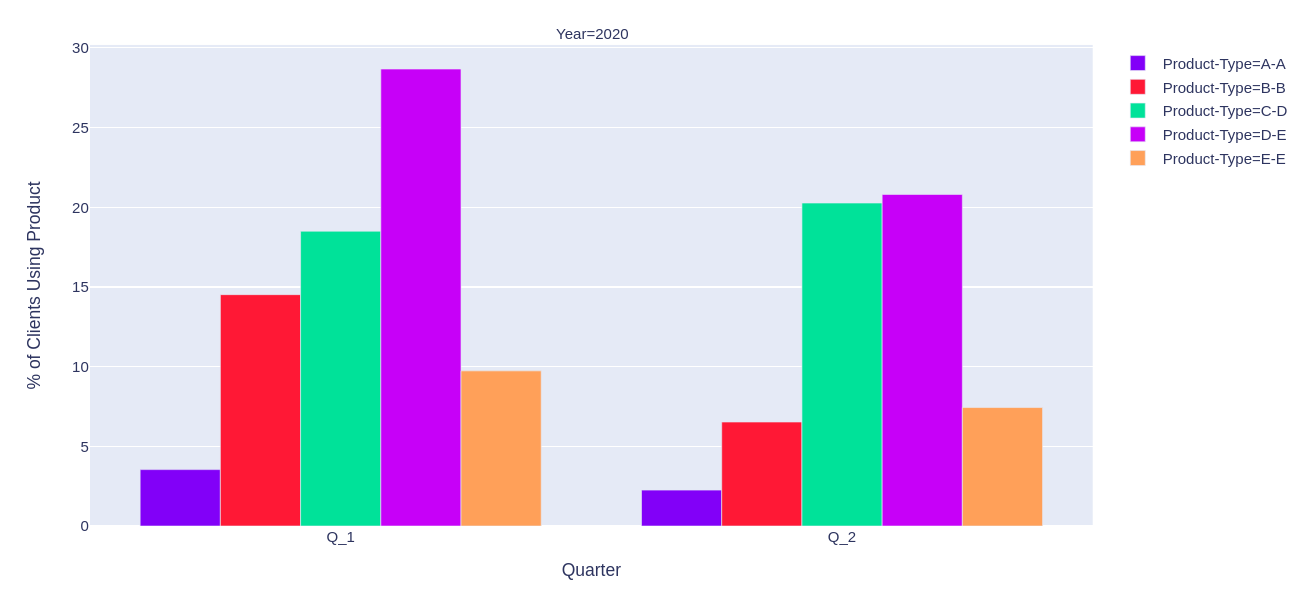 Year=2020
30
25
20
15
10
5
0
% of Clients Using Product
Q_1
Q_2
Quarter
Product-Type=A-A
Product-Type=B-B
Product-Type=C-D
Product-Type=D-E
Product-Type=E-E